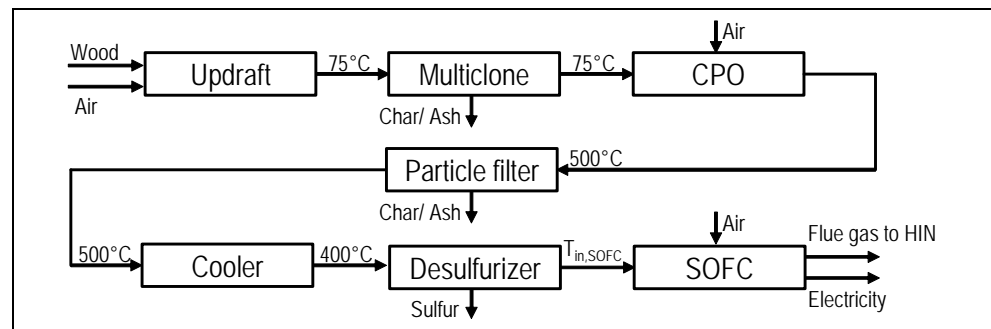 Wood
Air
Updraft
75°C
Multiclone
75°C
Air
CPO
Char/ Ash
500°C
Particle filter
Char/ Ash
500°C
Cooler
400°C
Desulfurizer
T in,SOFC
Air
SOFC
Flue gas to HIN
Electricity
Sulfur